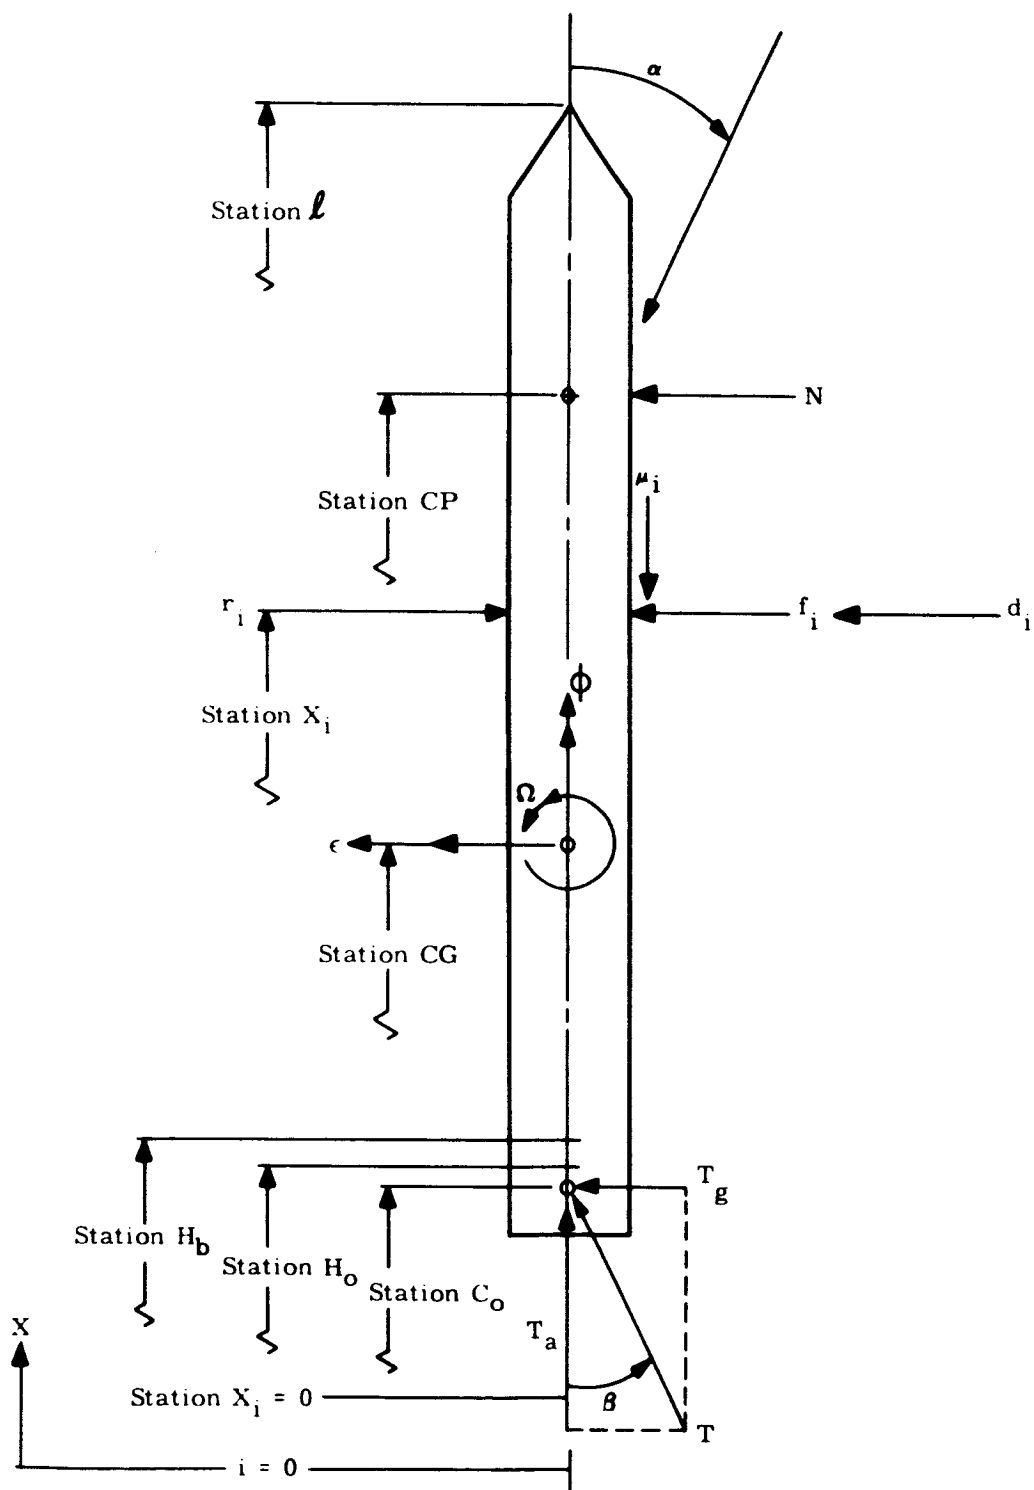 α
Station ℓ
N
μi
Station CP
ri
fi
di
ϕ
Station Xi
Ω
ϵ
Station CG
Tg
Station Hb
Station Ho
Station Co
X
Ta
Station Xi = 0
β
T
i = 0